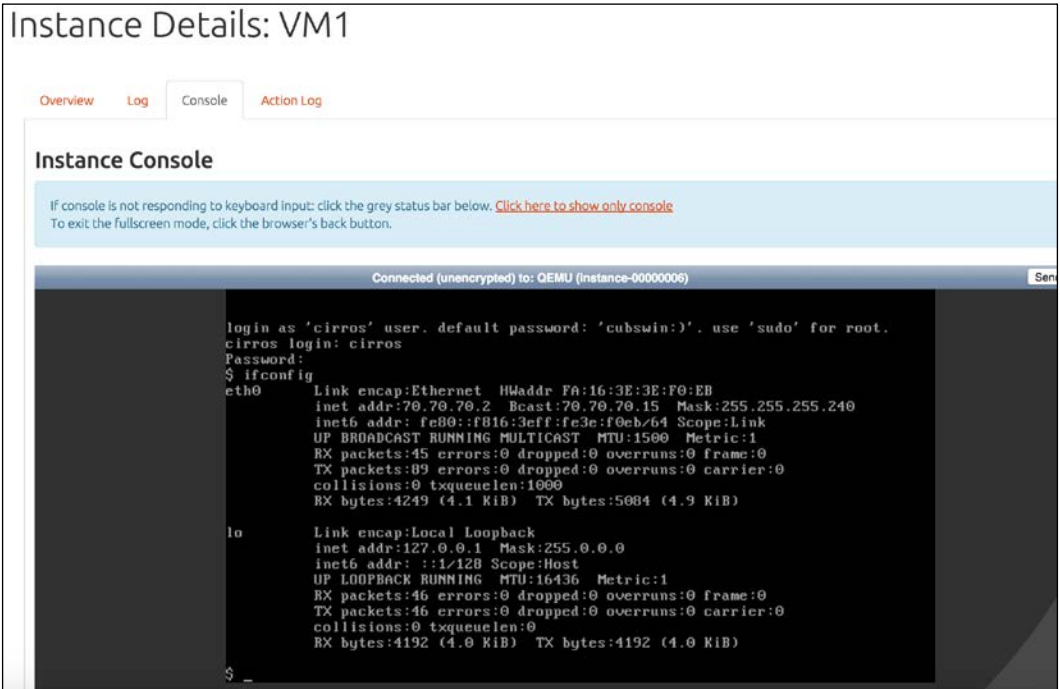 Instance Details: VM1
Overview Log Console Action Log
Instance Console
If console is not responding to keyboard input: click the grey status bar below. Click here to show only console
To exit the fullscreen mode, click the browser's back button.
Connected (unencrypted) to: QEMU (instance-00000006) Sen
login as 'cirros' user. default password: 'cubswin:)'. use 'sudo' for root.
cirros login: cirros
Password:
$ ifconfig
eth0 Link encap:Ethernet HWaddr FA:16:3E:3E:F0:EB
inet addr:70.70.70.2 Bcast:70.70.70.15 Mask:255.255.255.240
inet6 addr: fe80::f816:3eff:fe3e:f0eb/64 Scope:Link
UP BROADCAST RUNNING MULTICAST MTU:1500 Metric:1
RX packets:45 errors:0 dropped:0 overruns:0 frame:0
TX packets:89 errors:0 dropped:0 overruns:0 carrier:0
collisions:0 txqueuelen:1000
RX bytes:4249 (4.1 KiB) TX bytes:5084 (4.9 KiB)
lo Link encap:Local Loopback
inet addr:127.0.0.1 Mask:255.0.0.0
inet6 addr: ::1/128 Scope:Host
UP LOOPBACK RUNNING MTU:16436 Metric:1
RX packets:46 errors:0 dropped:0 overruns:0 frame:0
TX packets:46 errors:0 dropped:0 overruns:0 carrier:0
collisions:0 txqueuelen:0
RX bytes:4192 (4.0 KiB) TX bytes:4192 (4.0 KiB)
$ _